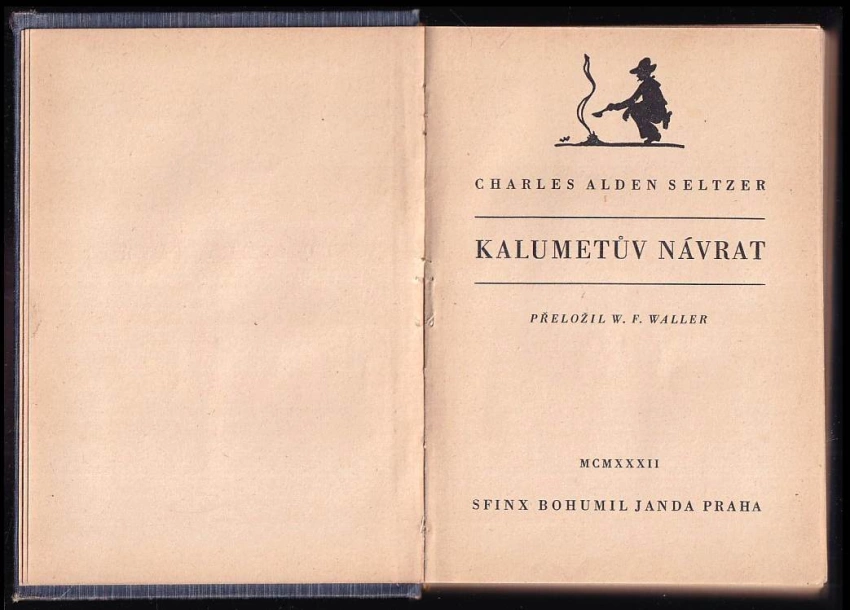 CHARLES ALDEN SELTZER
KALUMETŮV NÁVRAT
PŘELOŽIL W. F. WALLER
MCMXXXII
SFINX BOHUMIL JANDA PRAHA